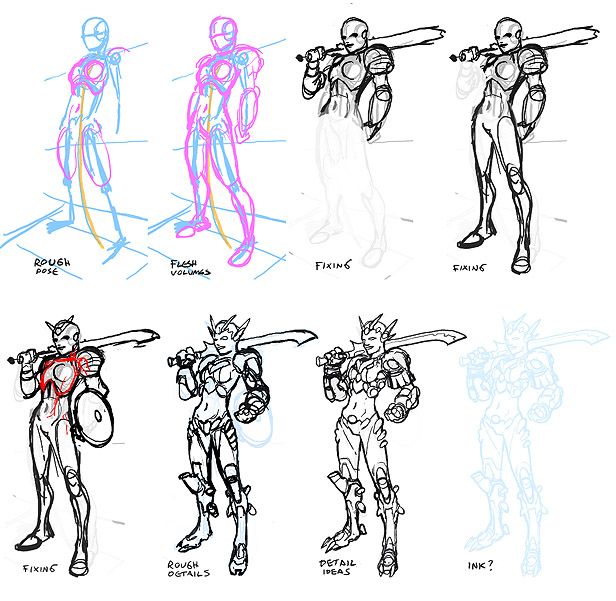 ROUGH
POSE
FLESH
VOLUMES
FIXING
FIXING
FIXING
ROUGH
DETAILS
DETAIL
IDEAS
INK?